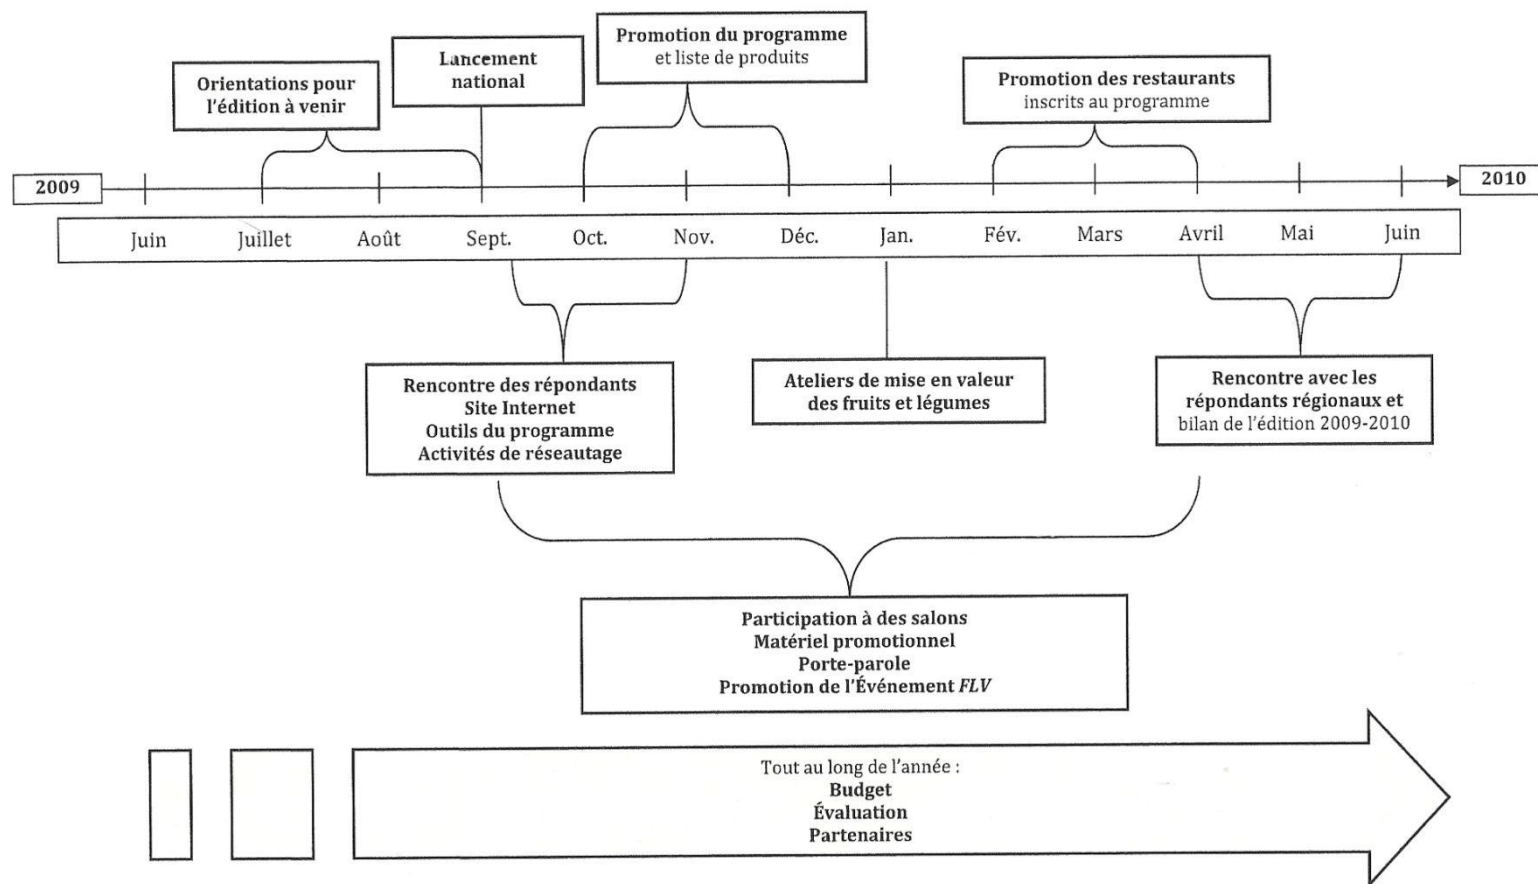 Promotion du programme
et liste de produits
Lancement
national
Orientations pour
l'édition à venir
Promotion des restaurants
inscrits au programme
2009
2010
Juin Juillet Août Sept. Oct. Nov. Déc. Jan. Fév. Mars Avril Mai Juin
Rencontre des répondants
Site Internet
Outils du programme
Activités de réseautage
Ateliers de mise en valeur
des fruits et légumes
Rencontre avec les
répondants régionaux et
bilan de l'édition 2009-2010
Participation à des salons
Matériel promotionnel
Porte-parole
Promotion de l'Événement FLV
Tout au long de l'année :
Budget
Évaluation
Partenaires